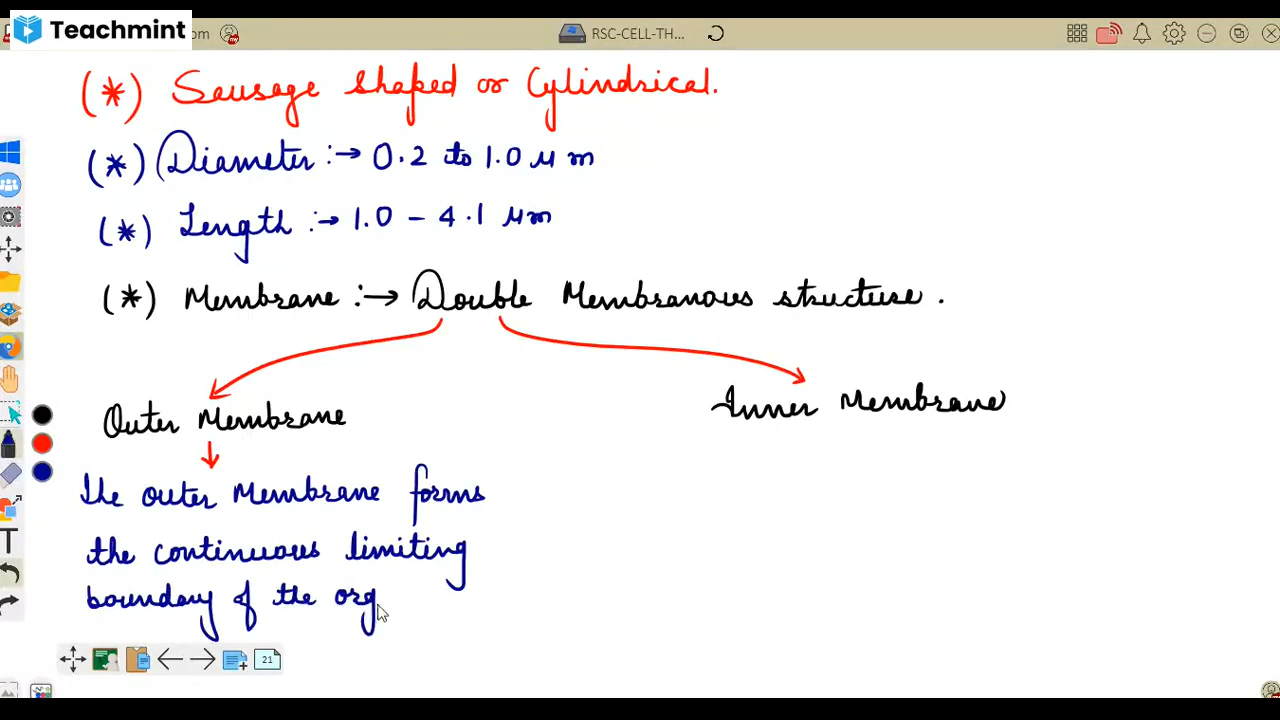 Teachmint
om
RSC-CELL-TH...
(*) Sausage Shaped or Cylindrical.
(*) Diameter :→ 0.2 to 1.0 μm
(*) Length :→ 1.0 - 4.1 μm
(*) Membrane :→ Double Membranous structure.
Outer Membrane
Inner Membrane
The outer Membrane forms
the continuous limiting
boundary of the org
21